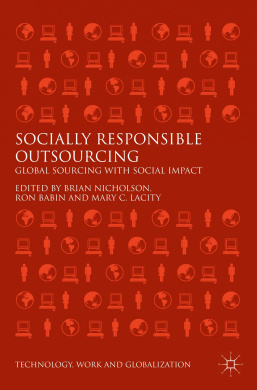 SOCIALLY RESPONSIBLE
OUTSOURCING
GLOBAL SOURCING WITH SOCIAL IMPACT
EDITED BY BRIAN NICHOLSON,
RON BABIN AND MARY C. LACITY
TECHNOLOGY, WORK AND GLOBALIZATION